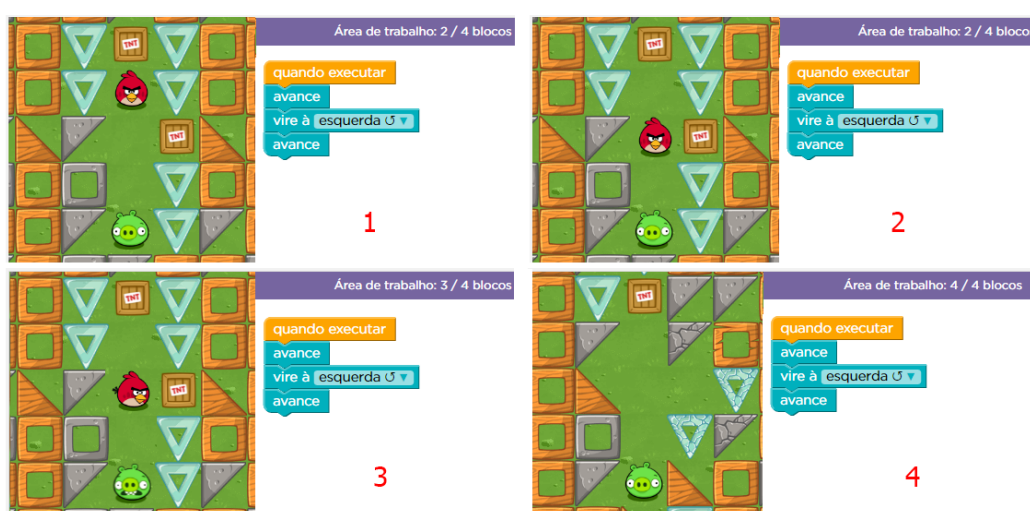 Área de trabalho: 2 / 4 blocos
TNT
quando executar
avance
vire à esquerda ↺ ▼
TNT
avance
1
Área de trabalho: 2 / 4 bloco
TNT
quando executar
avance
vire à esquerda ↺ ▼
TNT
avance
2
Área de trabalho: 3 / 4 blocos
TNT
quando executar
avance
vire à esquerda ↺ ▼
TNT
avance
3
Área de trabalho: 4 / 4 blocos
TNT
quando executar
avance
vire à esquerda ↺ ▼
avance
4